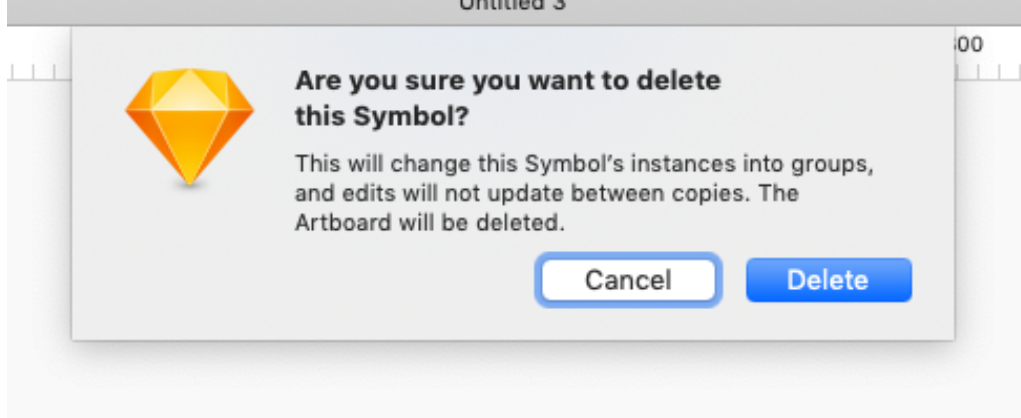 Untitled 3
00
Are you sure you want to delete
this Symbol?
This will change this Symbol's instances into groups,
and edits will not update between copies. The
Artboard will be deleted.
Cancel
Delete